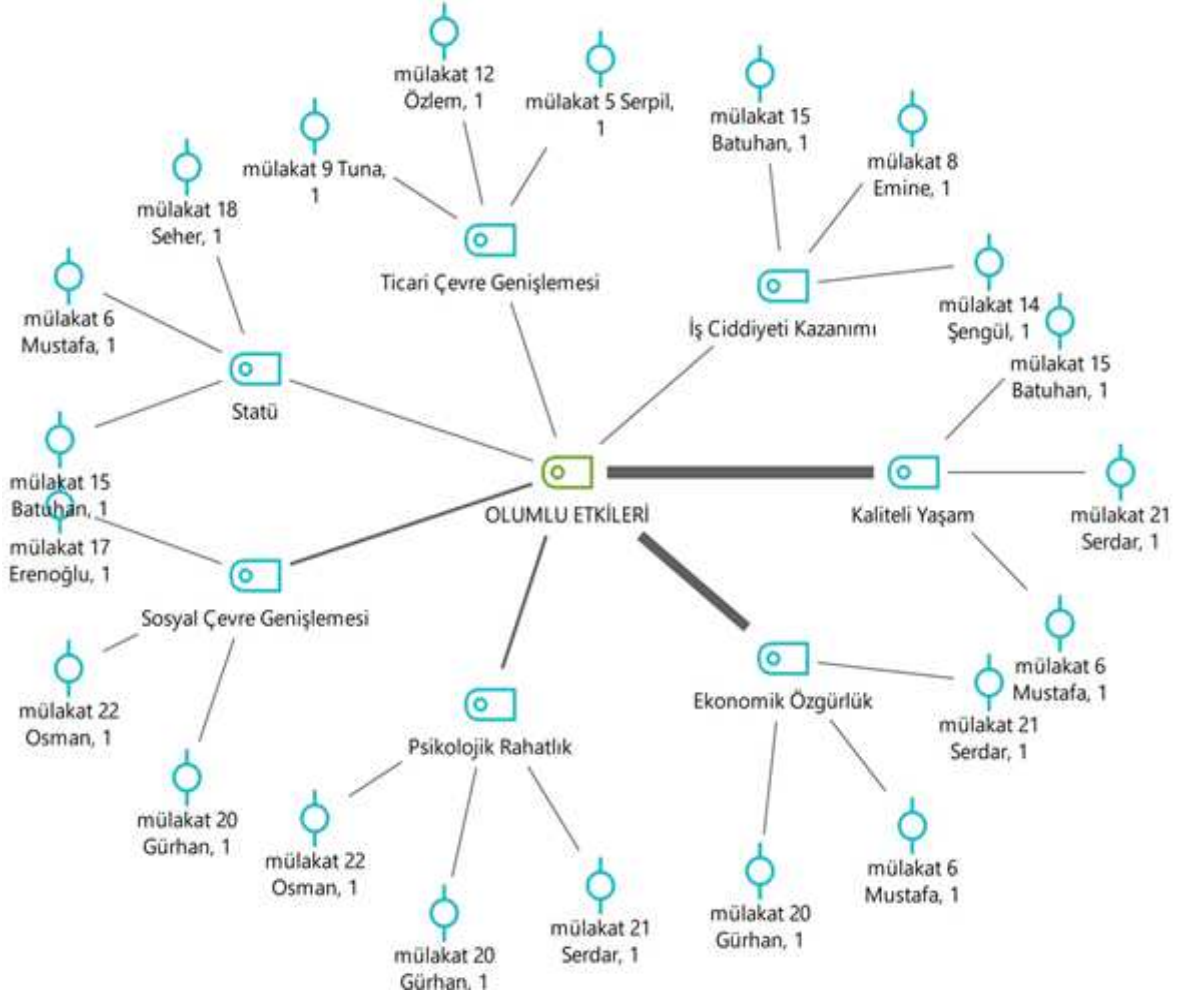 mülakat 12
Özlem, 1
mülakat 5 Serpil,
1
mülakat 15
Batuhan, 1
mülakat 9 Tuna,
1
mülakat 8
Emine, 1
mülakat 18
Seher, 1
Ticari Çevre Genişlemesi
İş Ciddiyeti Kazanımı
mülakat 14
Şengül, 1
mülakat 6
Mustafa, 1
mülakat 15
Batuhan, 1
Statü
mülakat 15
Batuhan, 1
OLUMLU ETKİLERİ
Kaliteli Yaşam
mülakat 21
Serdar, 1
mülakat 17
Erenoğlu, 1
Sosyal Çevre Genişlemesi
mülakat 6
Mustafa, 1
Ekonomik Özgürlük
mülakat 21
Serdar, 1
mülakat 22
Osman, 1
Psikolojik Rahatlık
mülakat 20
Gürhan, 1
mülakat 22
Osman, 1
mülakat 6
Mustafa, 1
mülakat 20
Gürhan, 1
mülakat 21
Serdar, 1
mülakat 20
Gürhan, 1